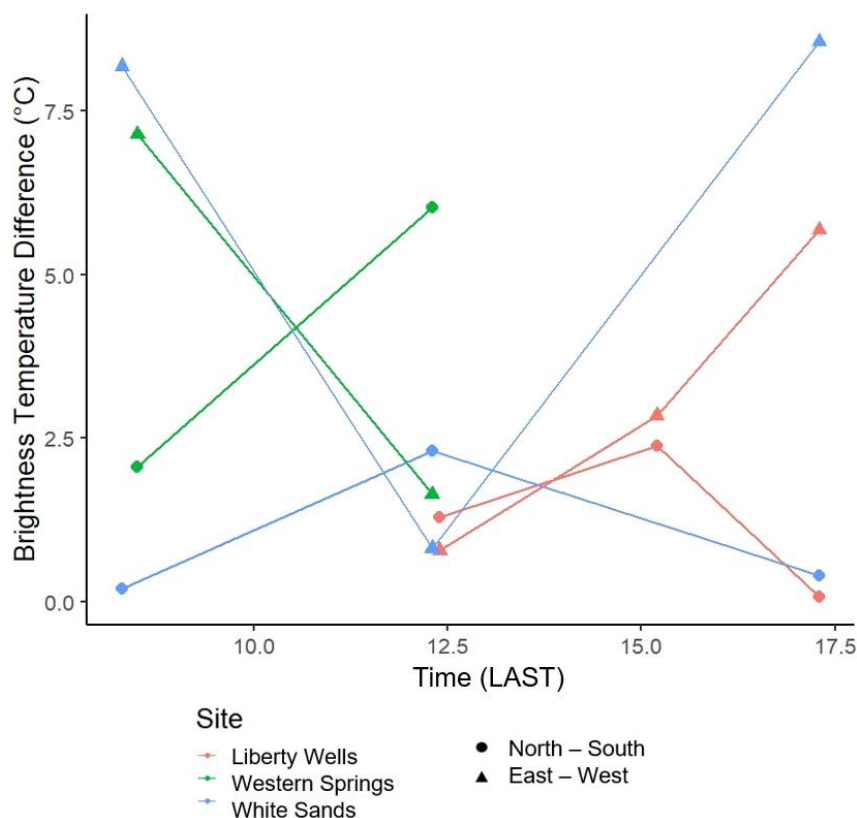 Brightness Temperature Difference (°C)
7.5
5.0
2.5
0.0
10.0
12.5
15.0
17.5
Time (LAST)
Site
Liberty Wells
Western Springs
White Sands
North – South
East – West